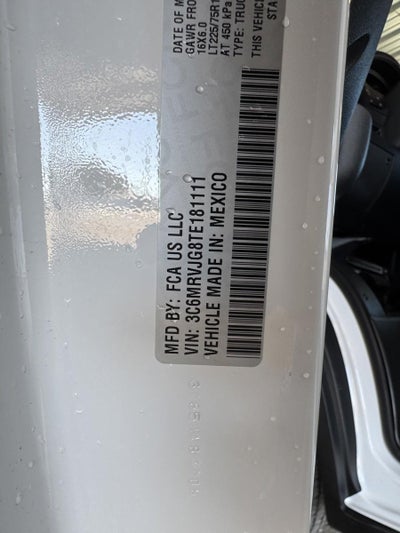 MFD BY: FCA US LLC
VIN: 3C6MRVJG8TE181111
VEHICLE MADE IN: MEXICO
DATE OF M
GAWR FRO
16X6.0
LT225/75R1
AT 450 kPa
TYPE: TRUC
THIS VEHIC
STA